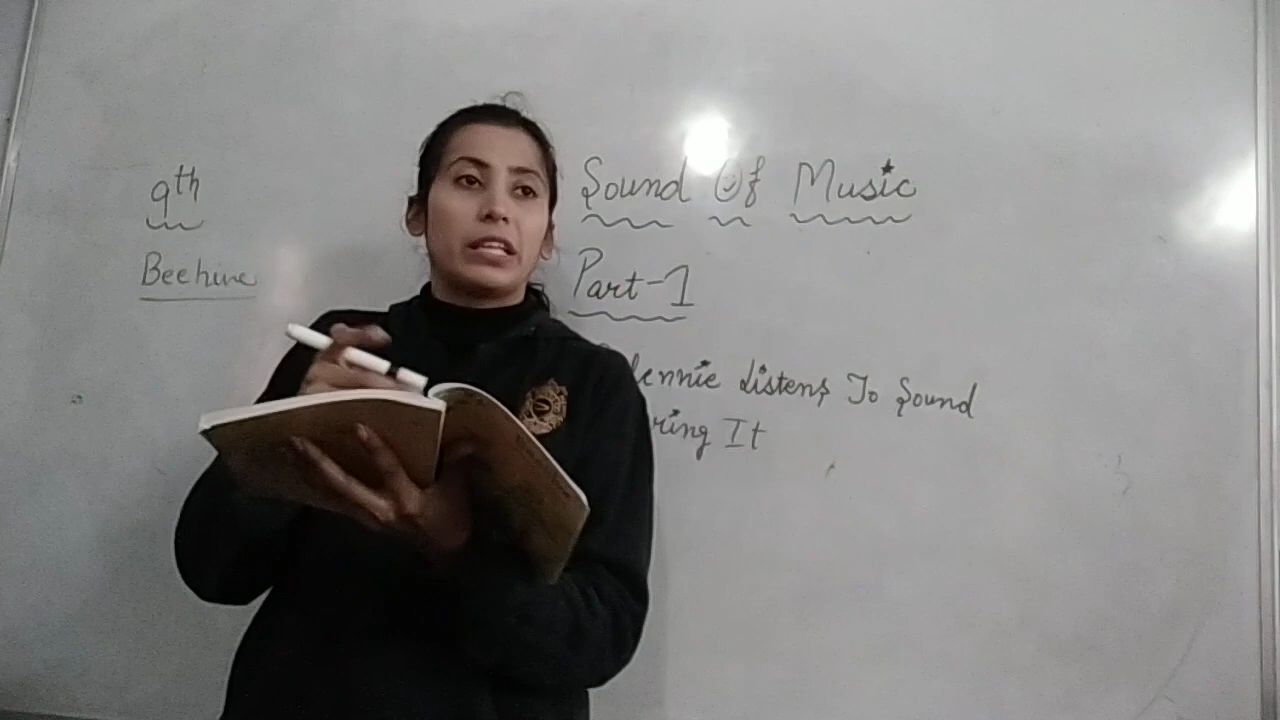 9th
Beehive
Sound Of Music
Part-1
Listens To Sound
It